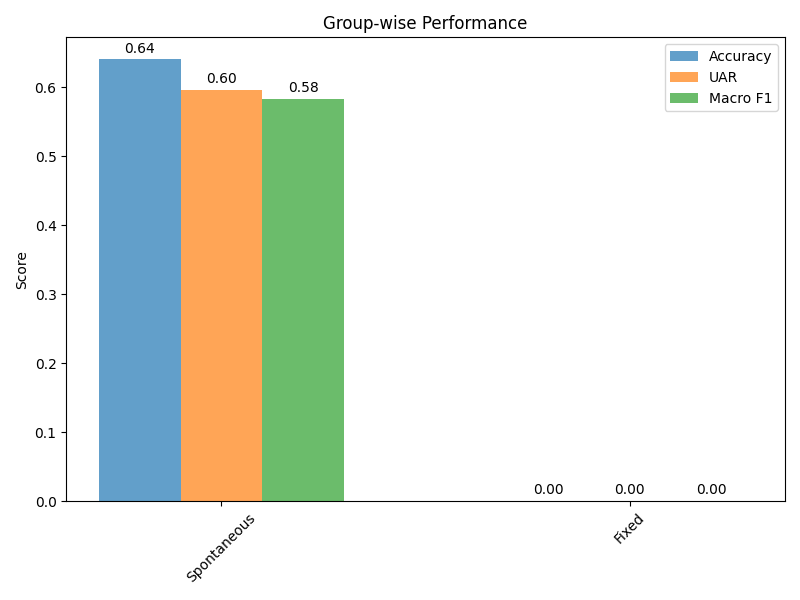 Group-wise Performance
Accuracy
UAR
Macro F1
Score
0.6
0.5
0.4
0.3
0.2
0.1
0.0
0.64
0.60
0.58
0.00
0.00
0.00
Spontaneous
Fixed